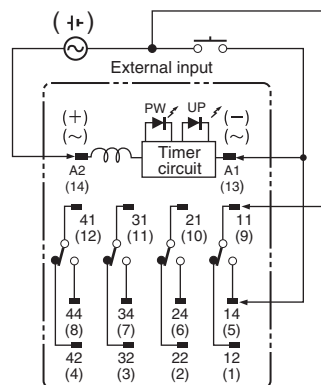 External input
PW UP
(+) (−)
(~) (~)
Timer
circuit
A2 A1
(14) (13)
41 31 21 11
(12) (11) (10) (9)
44 34 24 14
(8) (7) (6) (5)
42 32 22 12
(4) (3) (2) (1)